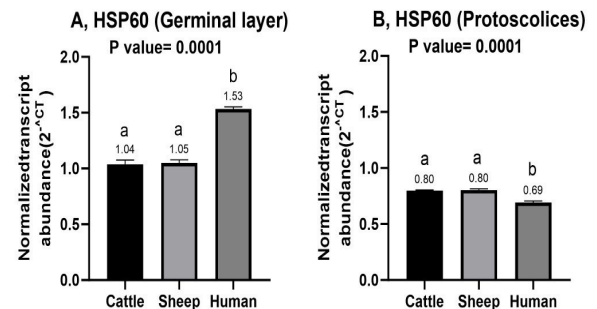 A, HSP60 (Germinal layer)
P value= 0.0001
Normalizedtranscript
abundance(2-^CT )
2.0
1.5
1.0
0.5
0.0
a
1.04
a
1.05
b
1.53
Cattle Sheep Human
B, HSP60 (Protoscolices)
P value= 0.0001
Normalizedtranscript
abundance(2-^CT )
2.0
1.5
1.0
0.5
0.0
a
0.80
a
0.80
b
0.69
Cattle Sheep Human